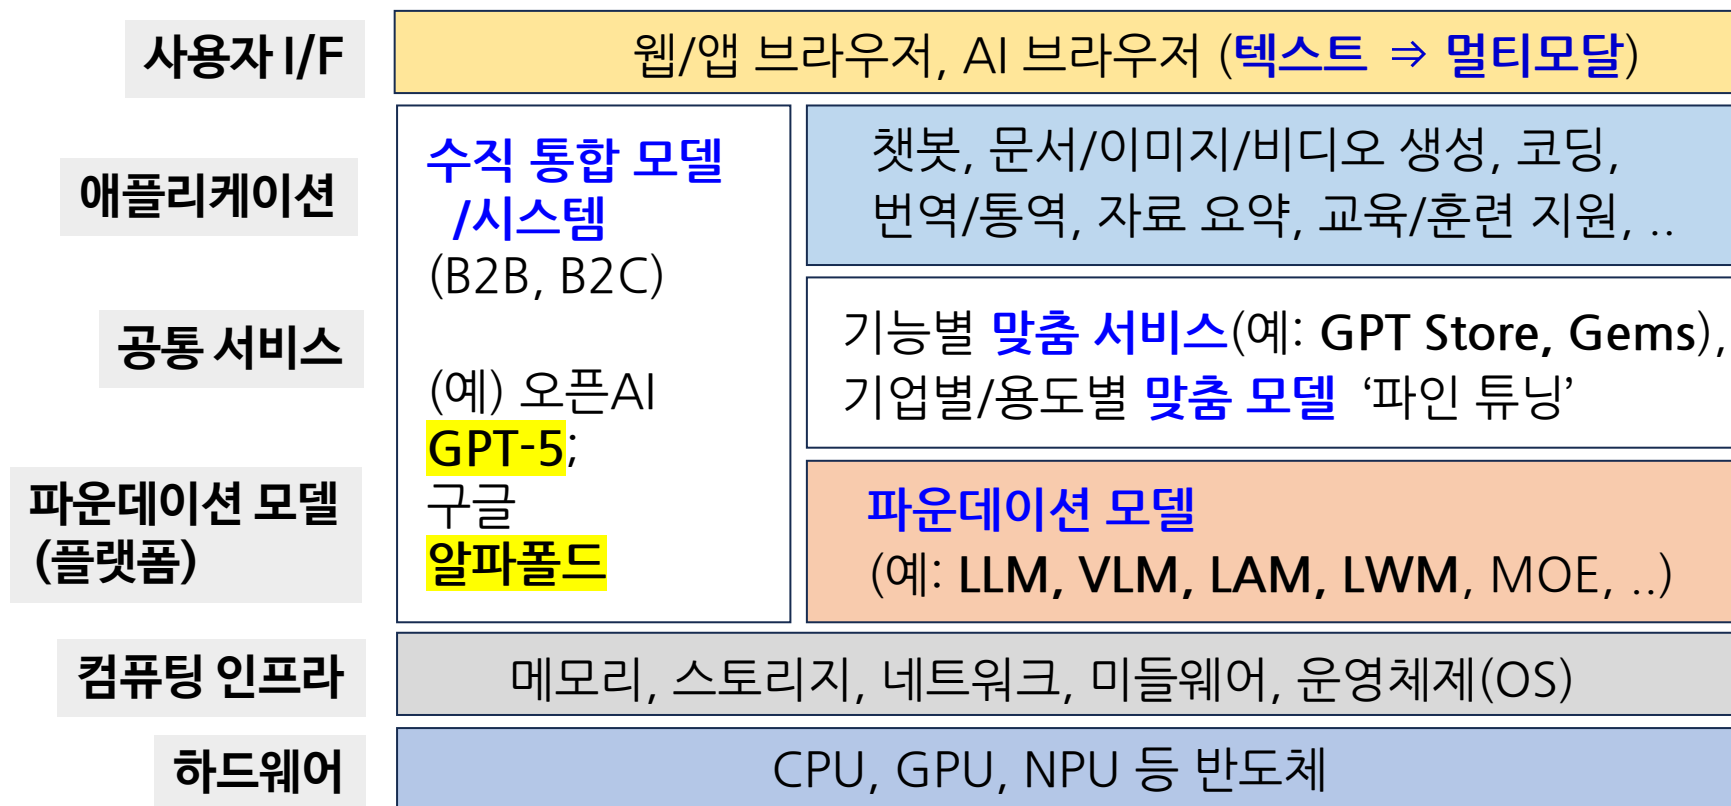 사용자 I/F
웹/앱 브라우저, AI 브라우저 (텍스트 ⇒ 멀티모달)
애플리케이션
수직 통합 모델
/시스템
(B2B, B2C)
(예) 오픈AI
GPT-5;
구글
알파폴드
챗봇, 문서/이미지/비디오 생성, 코딩,
번역/통역, 자료 요약, 교육/훈련 지원, ..
공통 서비스
기능별 맞춤 서비스(예: GPT Store, Gems),
기업별/용도별 맞춤 모델 ‘파인 튜닝’
파운데이션 모델
(플랫폼)
파운데이션 모델
(예: LLM, VLM, LAM, LWM, MOE, ..)
컴퓨팅 인프라
메모리, 스토리지, 네트워크, 미들웨어, 운영체제(OS)
하드웨어
CPU, GPU, NPU 등 반도체